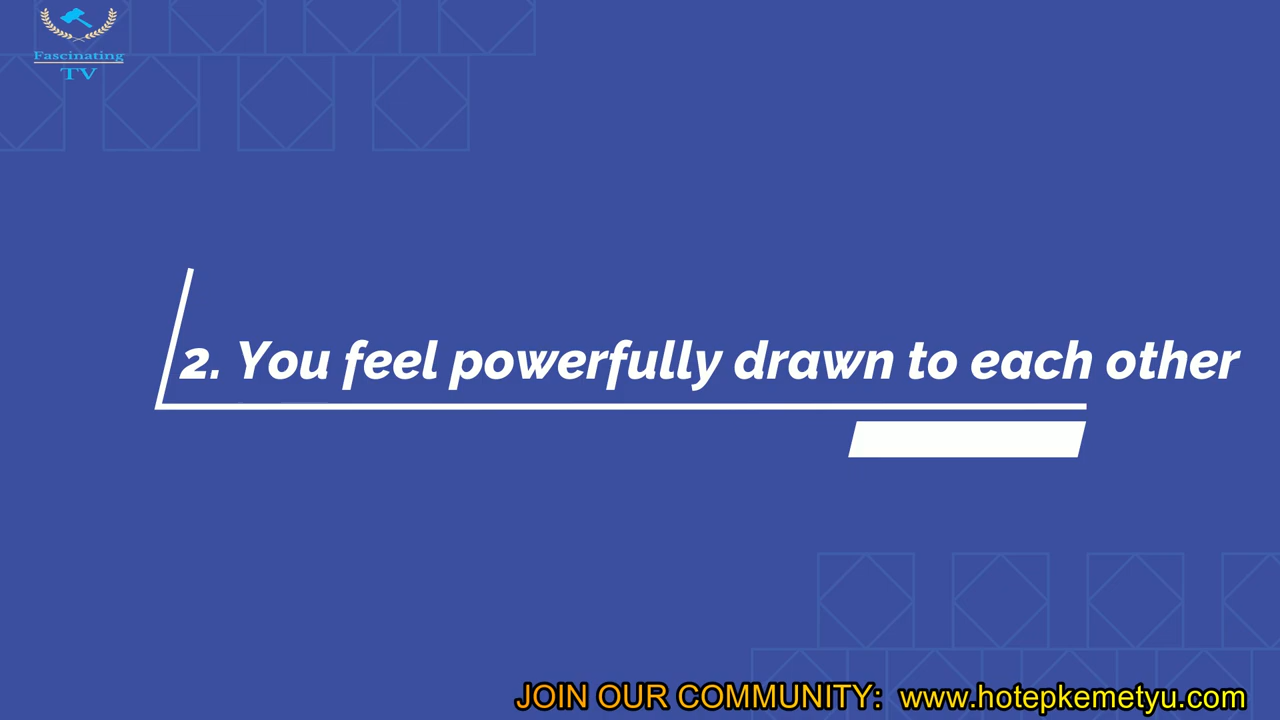 Fascinating
TV
2. You feel powerfully drawn to each other
JOIN OUR COMMUNITY: www.hotepkemetyu.com